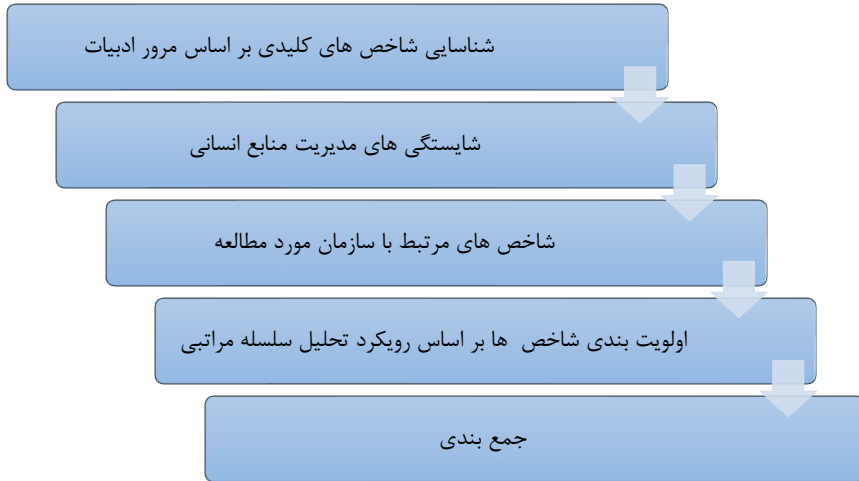 شناسایی شاخص های کلیدی بر اساس مرور ادبیات
شایستگی های مدیریت منابع انسانی
شاخص های مرتبط با سازمان مورد مطالعه
اولویت بندی شاخص ها بر اساس رویکرد تحلیل سلسله مراتبی
جمع بندی